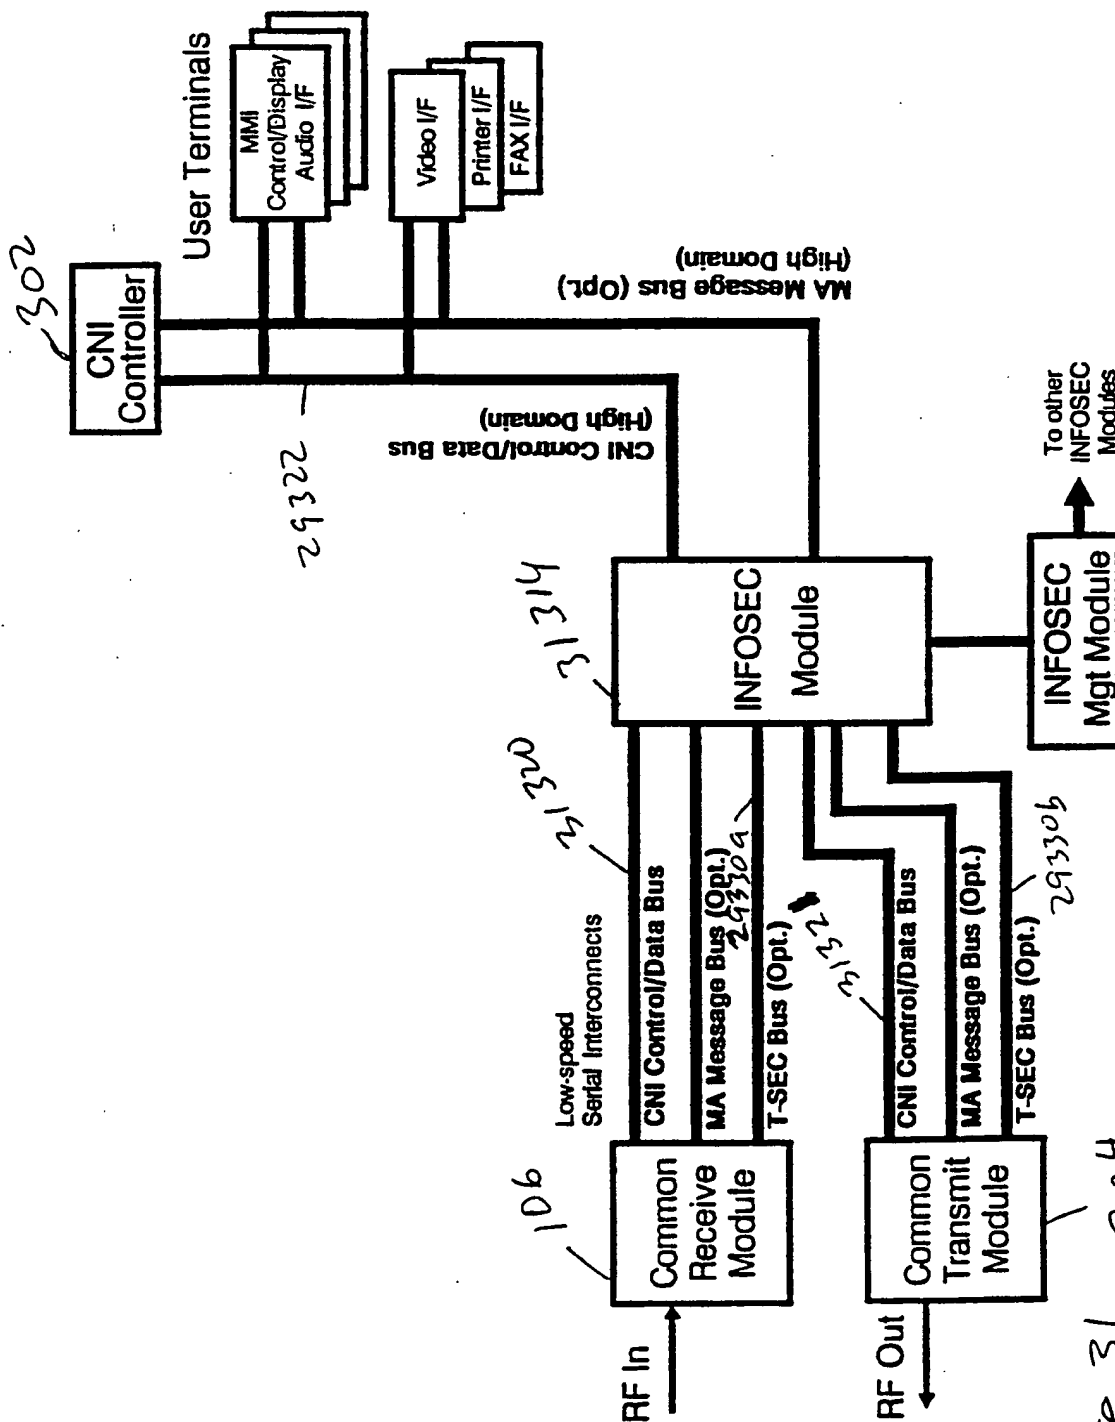 302
CNI
Controller
User Terminals
MMI
Control/Display
Audio I/F
Video I/F
Printer I/F
FAX I/F
29322
CNI Control/Data Bus
(High Domain)
MA Message Bus (Opt.)
(High Domain)
31314
INFOSEC
Module
INFOSEC
Mgt Module
To other
INFOSEC
Modules
31320
Low-speed
Serial Interconnects
CNI Control/Data Bus
MA Message Bus (Opt.)
29330a
T-SEC Bus (Opt.)
3132
CNI Control/Data Bus
MA Message Bus (Opt.)
T-SEC Bus (Opt.)
29330b
106
Common
Receive
Module
RF In
Common
Transmit
Module
RF Out
31